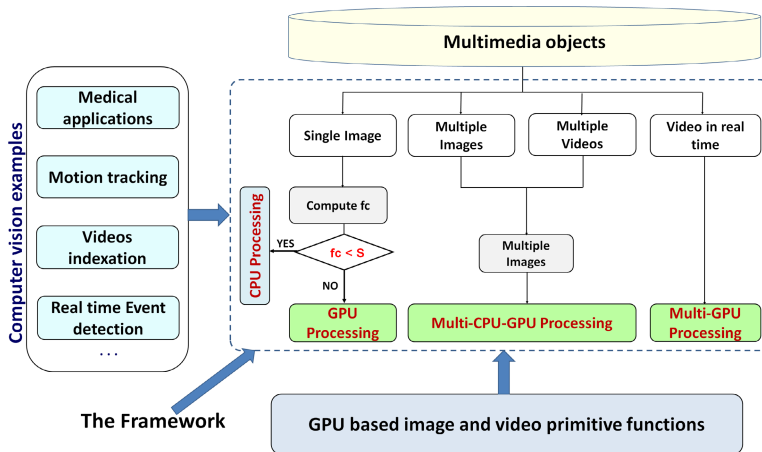 Multimedia objects
Computer vision examples
Medical
applications
Motion tracking
Videos
indexation
Real time Event
detection
...
Single Image
Multiple
Images
Multiple
Videos
Video in real
time
Compute fc
CPU Processing
YES
fc < S
NO
Multiple
Images
GPU
Processing
Multi-CPU-GPU Processing
Multi-GPU
Processing
The Framework
GPU based image and video primitive functions